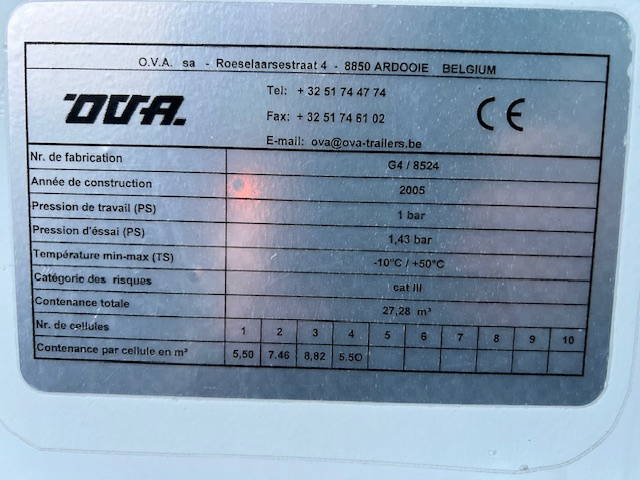 O.V.A. sa - Roeselaarsestraat 4 - 8850 ARDOOIE BELGIUM
OVA.
Tel: + 32 51 74 47 74
Fax: + 32 51 74 61 02
E-mail: ova@ova-trailers.be
CE
Nr. de fabrication G4 / 8524
Année de construction 2005
Pression de travail (PS) 1 bar
Pression d'éssai (PS) 1,43 bar
Température min-max (TS) -10°C / +50°C
Catégorie des risques cat III
Contenance totale 27,28 m³
Nr. de cellules 1 2 3 4 5 6 7 8 9 10
Contenance par cellule en m³ 5,50 7.46 8,82 5.50